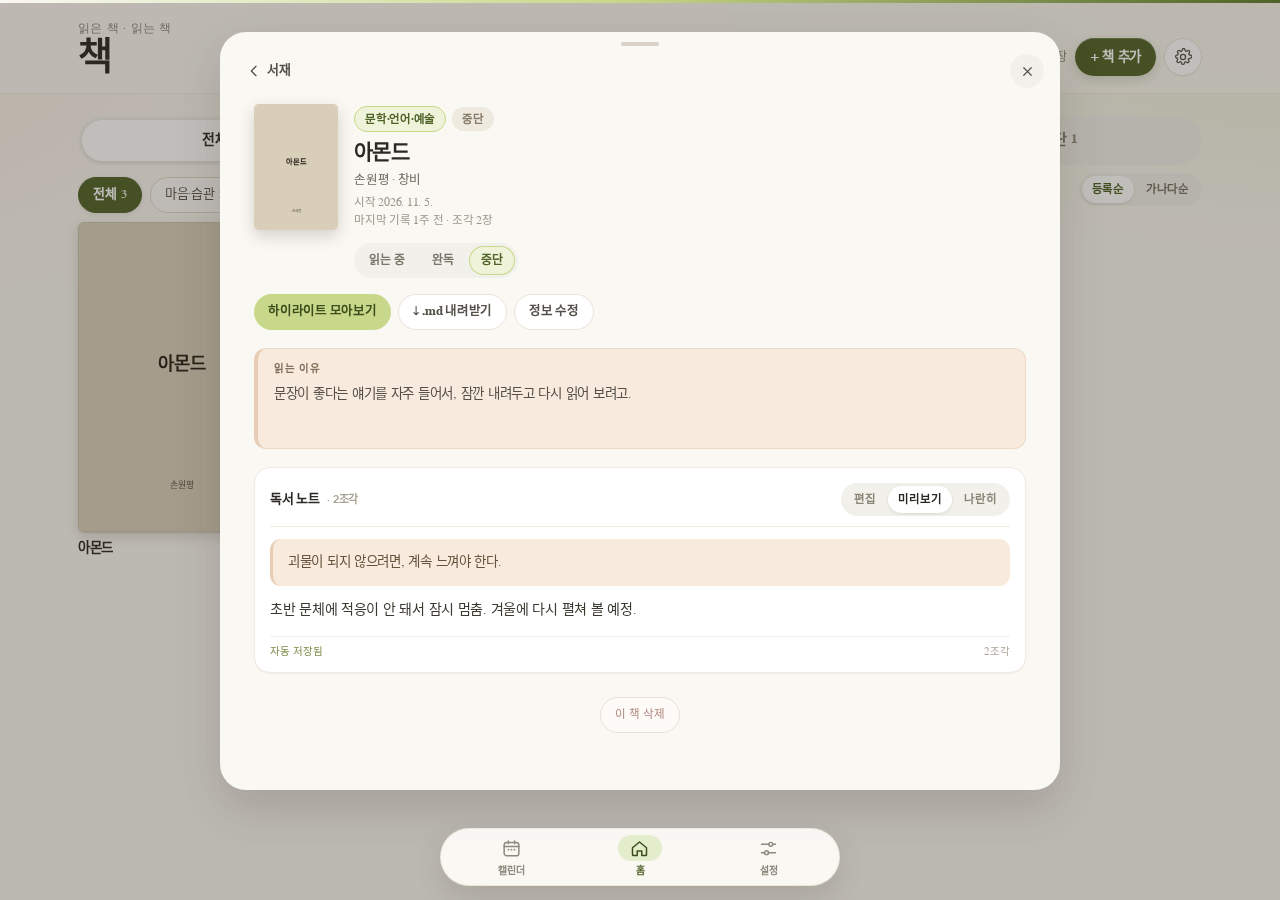 읽은 책 · 읽는 책
책
장
+ 책 추가
전체
단 1
전체 3
마음·습관
등록순
가나다순
아몬드
손원평
아몬드
서재
아몬드
문학·언어·예술
중단
아몬드
손원평 · 창비
시작 2026. 11. 5.
마지막 기록 1주 전 · 조각 2장
읽는 중
완독
중단
하이라이트 모아보기
↓ .md 내려받기
정보 수정
읽는 이유
문장이 좋다는 얘기를 자주 들어서, 잠깐 내려두고 다시 읽어 보려고.
독서 노트 · 2조각
편집
미리보기
나란히
괴물이 되지 않으려면, 계속 느껴야 한다.
초반 문체에 적응이 안 돼서 잠시 멈춤. 겨울에 다시 펼쳐 볼 예정.
자동 저장됨
2조각
이 책 삭제
캘린더
홈
설정